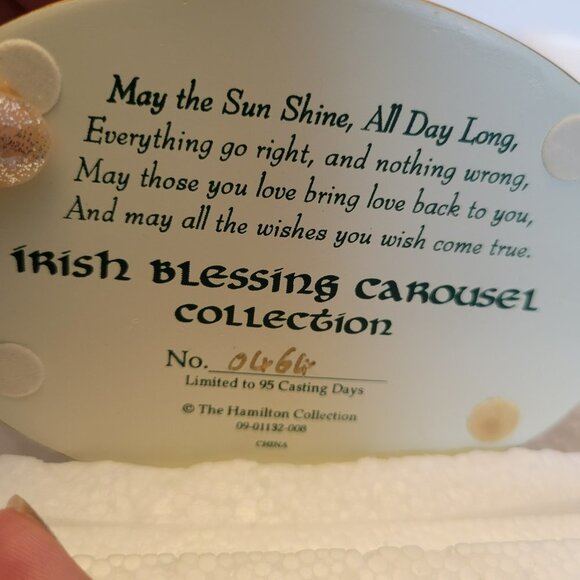 May the Sun Shine, All Day Long,
Everything go right, and nothing wrong,
May those you love bring love back to you,
And may all the wishes you wish come true.
IRISH BLESSING CAROUSEL
COLLECTION
No. 0464
Limited to 95 Casting Days
© The Hamilton Collection
09-01132-008
CHINA